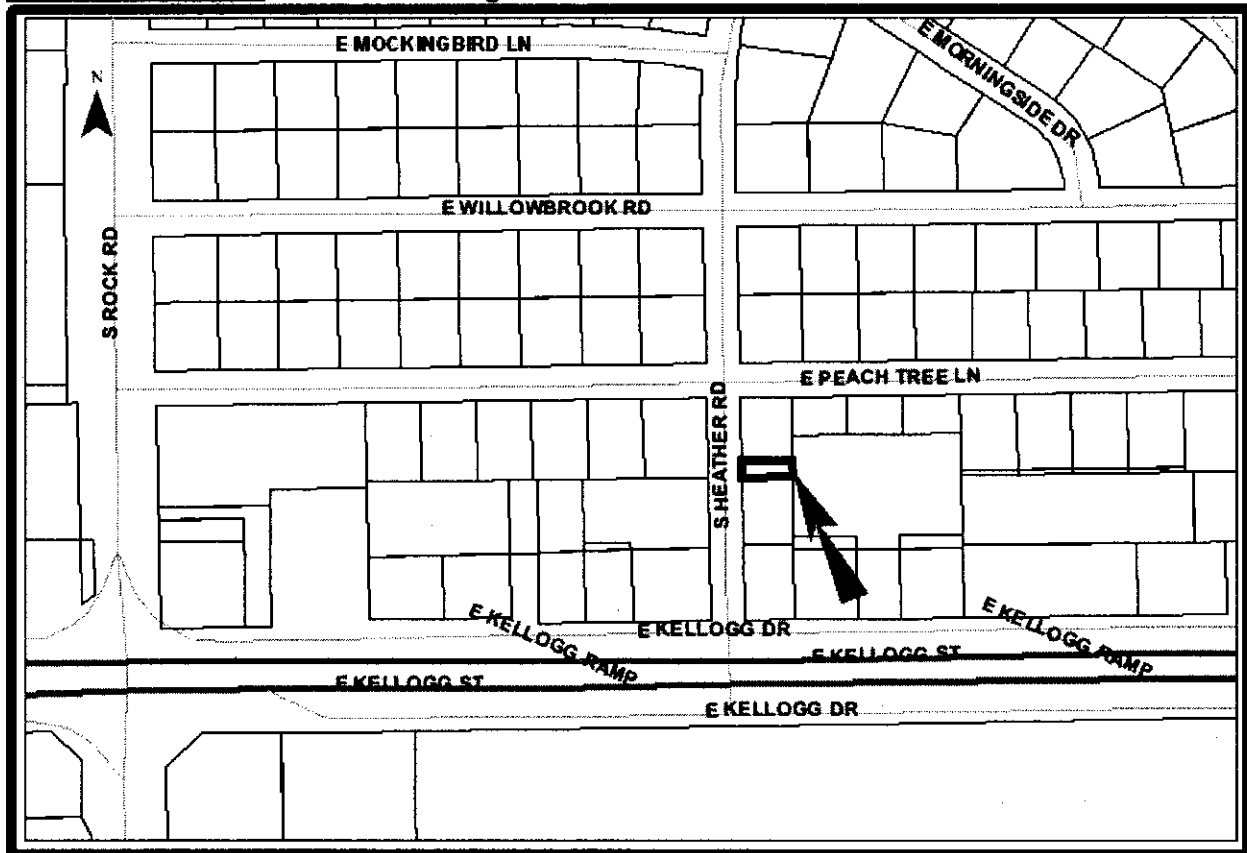 E MOCKINGBIRD LN
E MORNINGSIDE DR
N
E WILLOWBROOK RD
S ROCK RD
E PEACH TREE LN
S HEATHER RD
E KELLOGG RAMP
E KELLOGG DR
E KELLOGG RAMP
E KELLOGG ST
E KELLOGG ST
E KELLOGG DR